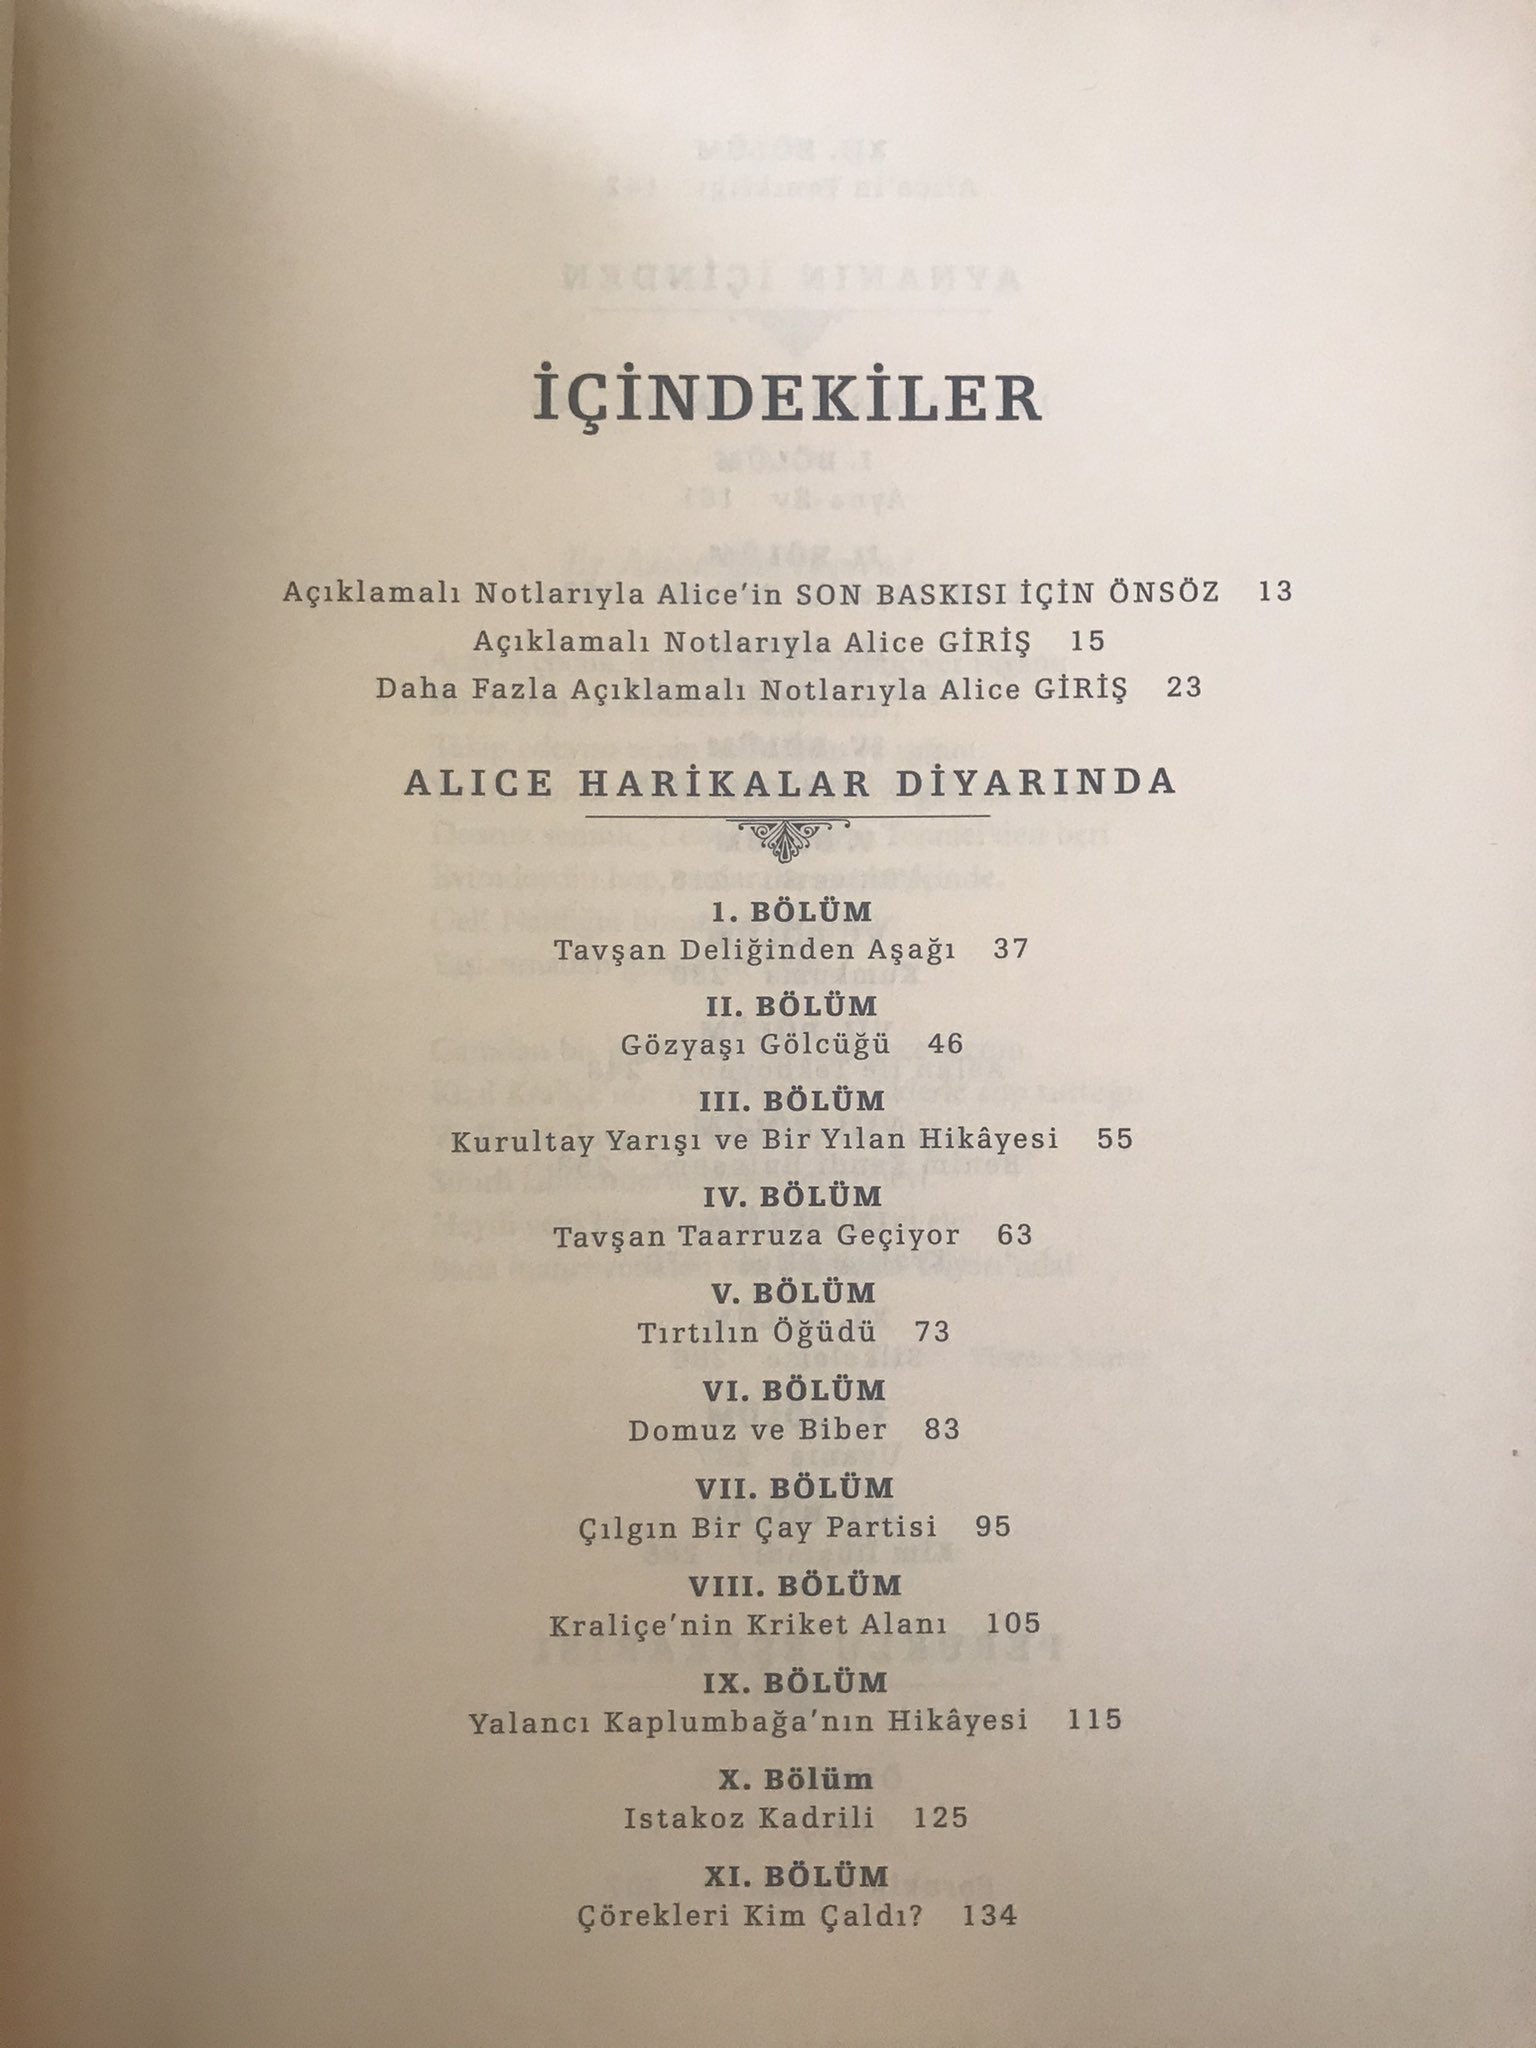 İÇİNDEKİLER
Açıklamalı Notlarıyla Alice'in SON BASKISI İÇİN ÖNSÖZ 13
Açıklamalı Notlarıyla Alice GİRİŞ 15
Daha Fazla Açıklamalı Notlarıyla Alice GİRİŞ 23
ALICE HARİKALAR DİYARINDA
1. BÖLÜM
Tavşan Deliğinden Aşağı 37
II. BÖLÜM
Gözyaşı Gölcüğü 46
III. BÖLÜM
Kurultay Yarışı ve Bir Yılan Hikâyesi 55
IV. BÖLÜM
Tavşan Taarruza Geçiyor 63
V. BÖLÜM
Tırtılın Öğüdü 73
VI. BÖLÜM
Domuz ve Biber 83
VII. BÖLÜM
Çılgın Bir Çay Partisi 95
VIII. BÖLÜM
Kraliçe'nin Kriket Alanı 105
IX. BÖLÜM
Yalancı Kaplumbağa'nın Hikâyesi 115
X. Bölüm
Istakoz Kadrili 125
XI. BÖLÜM
Çörekleri Kim Çaldı? 134